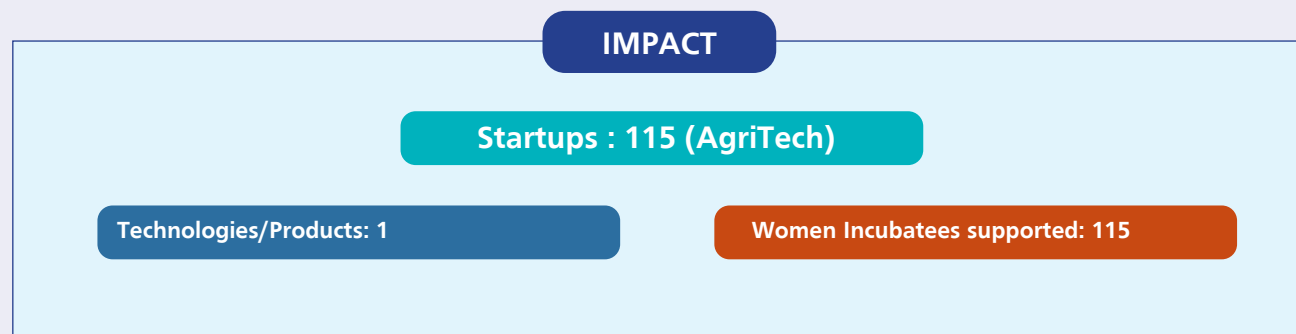 IMPACT
Startups : 115 (AgriTech)
Technologies/Products: 1
Women Incubatees supported: 115